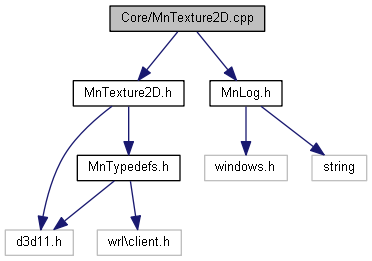 Core/MnTexture2D.cpp
MnTexture2D.h
MnLog.h
MnTypedefs.h
windows.h
string
d3d11.h
wrl\client.h